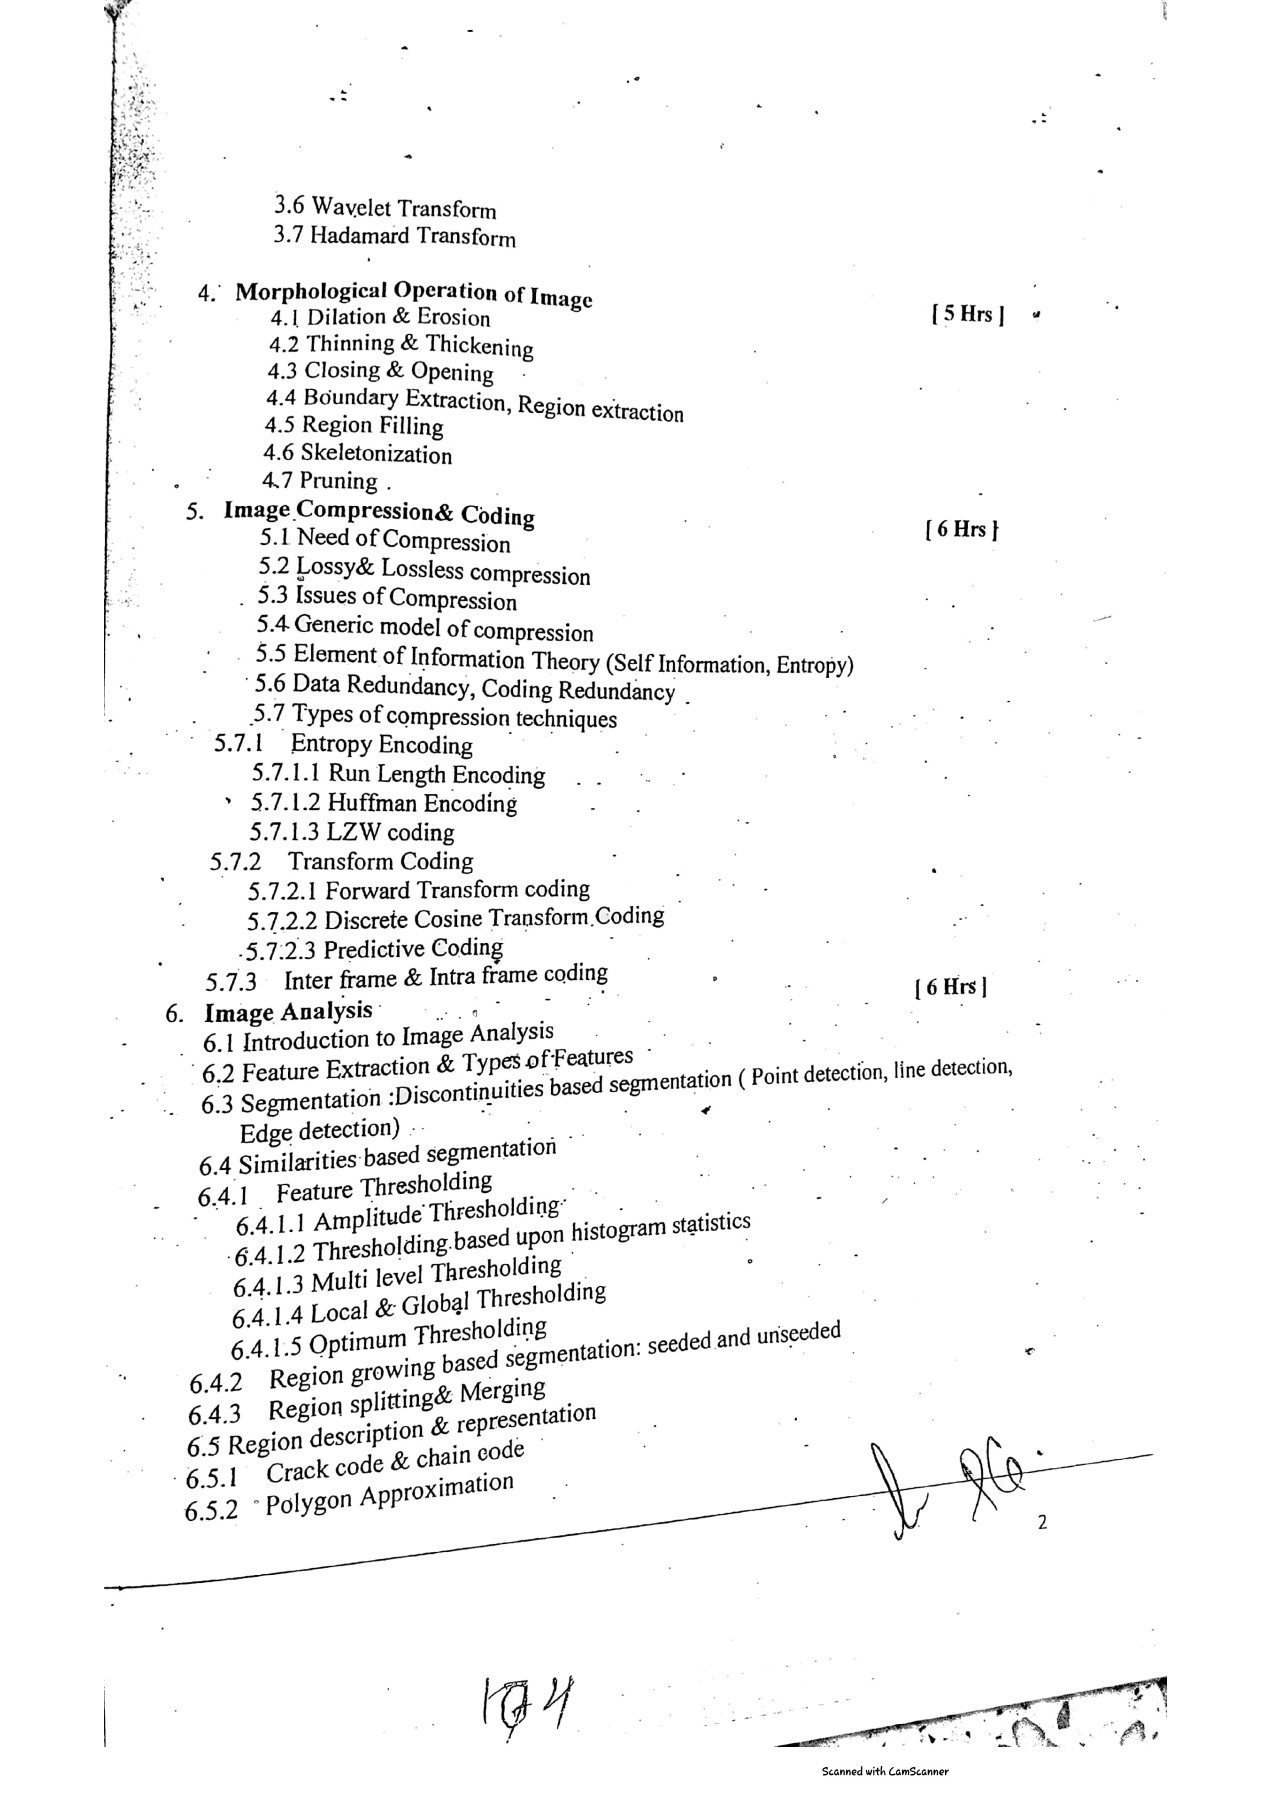 3.6 Wavelet Transform
3.7 Hadamard Transform
4. Morphological Operation of Image [ 5 Hrs ]
4.1 Dilation & Erosion
4.2 Thinning & Thickening
4.3 Closing & Opening
4.4 Boundary Extraction, Region extraction
4.5 Region Filling
4.6 Skeletonization
4.7 Pruning .
5. Image Compression& Coding [ 6 Hrs ]
5.1 Need of Compression
5.2 Lossy& Lossless compression
5.3 Issues of Compression
5.4 Generic model of compression
5.5 Element of Information Theory (Self Information, Entropy)
5.6 Data Redundancy, Coding Redundancy
5.7 Types of compression techniques
5.7.1 Entropy Encoding
5.7.1.1 Run Length Encoding
5.7.1.2 Huffman Encoding
5.7.1.3 LZW coding
5.7.2 Transform Coding
5.7.2.1 Forward Transform coding
5.7.2.2 Discrete Cosine Transform Coding
5.7.2.3 Predictive Coding
5.7.3 Inter frame & Intra frame coding
6. Image Analysis [ 6 Hrs ]
6.1 Introduction to Image Analysis
6.2 Feature Extraction & Types of Features
6.3 Segmentation :Discontinuities based segmentation ( Point detection, line detection,
Edge detection)
6.4 Similarities based segmentation
6.4.1 Feature Thresholding
6.4.1.1 Amplitude Thresholding
6.4.1.2 Thresholding based upon histogram statistics
6.4.1.3 Multi level Thresholding
6.4.1.4 Local & Global Thresholding
6.4.1.5 Optimum Thresholding
6.4.2 Region growing based segmentation: seeded and unseeded
6.4.3 Region splitting& Merging
6.5 Region description & representation
6.5.1 Crack code & chain code
6.5.2 Polygon Approximation
2
Scanned with CamScanner